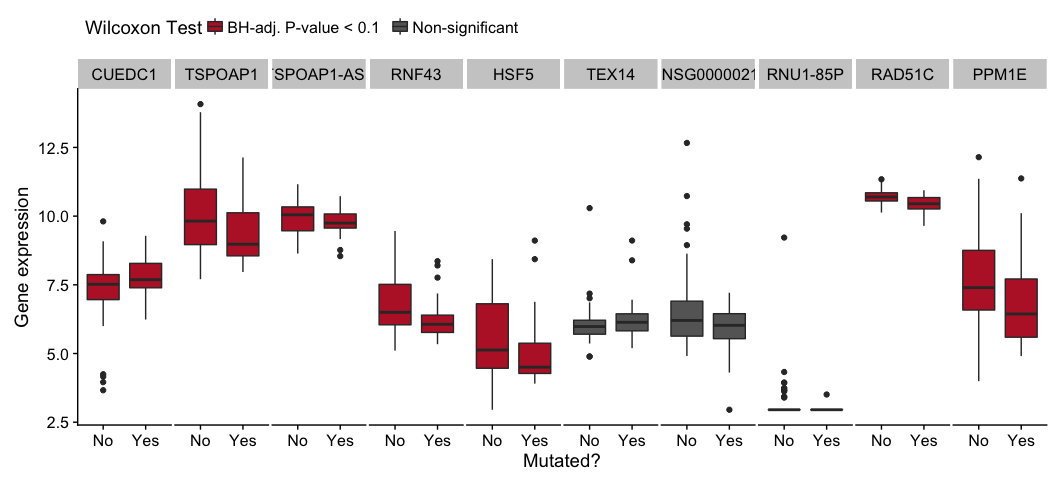 Wilcoxon Test BH-adj. P-value < 0.1 Non-significant
CUEDC1 TSPOAP1 SPOAP1-AS RNF43 HSF5 TEX14 NSG0000021 RNU1-85P RAD51C PPM1E
12.5
10.0
7.5
5.0
2.5
Gene expression
No Yes No Yes No Yes No Yes No Yes No Yes No Yes No Yes No Yes No Yes
Mutated?